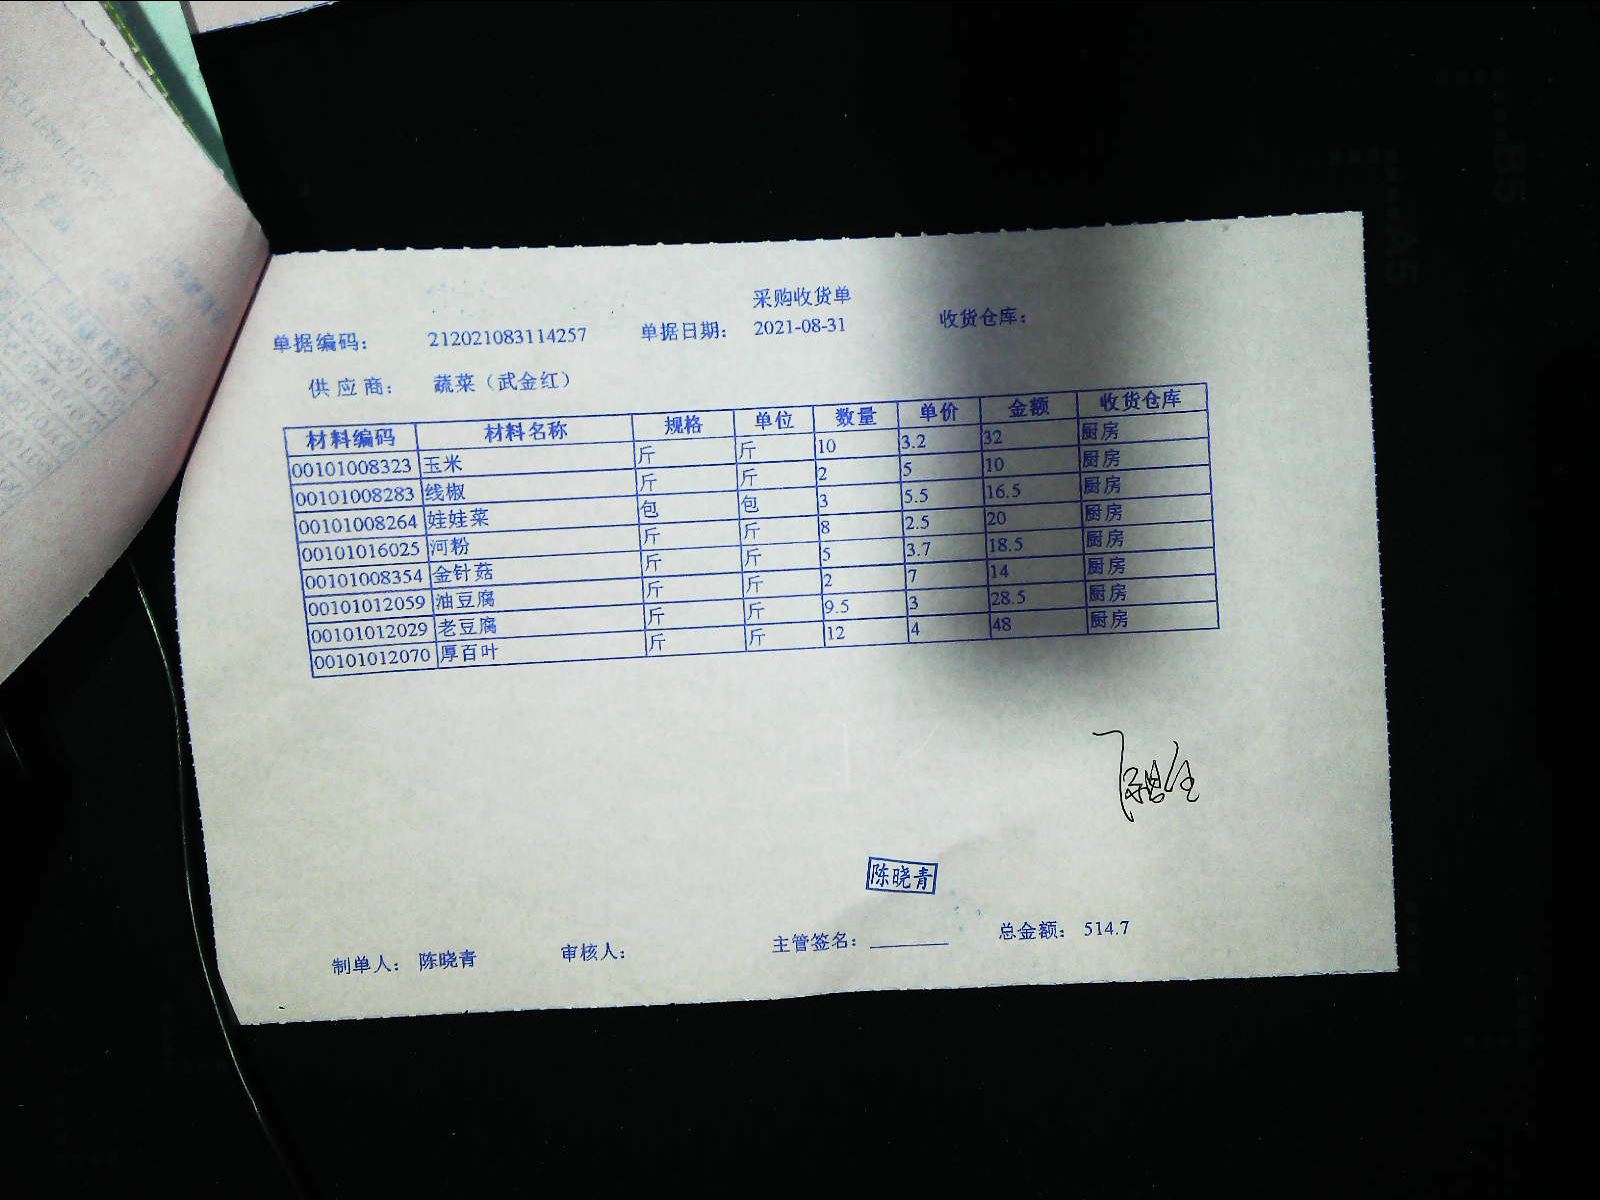 采购收货单
单据编码： 212021083114257 单据日期： 2021-08-31 收货仓库：
供应商： 蔬菜（武金红）
材料编码 材料名称 规格 单位 数量 单价 金额 收货仓库
00101008323 玉米 斤 斤 10 3.2 32 厨房
00101008283 线椒 斤 斤 2 5 10 厨房
00101008264 娃娃菜 包 包 3 5.5 16.5 厨房
00101016025 河粉 斤 斤 8 2.5 20 厨房
00101008354 金针菇 斤 斤 5 3.7 18.5 厨房
00101012059 油豆腐 斤 斤 2 7 14 厨房
00101012029 老豆腐 斤 斤 9.5 3 28.5 厨房
00101012070 厚百叶 斤 斤 12 4 48 厨房
陈晓青
制单人： 陈晓青 审核人： 主管签名： 总金额： 514.7